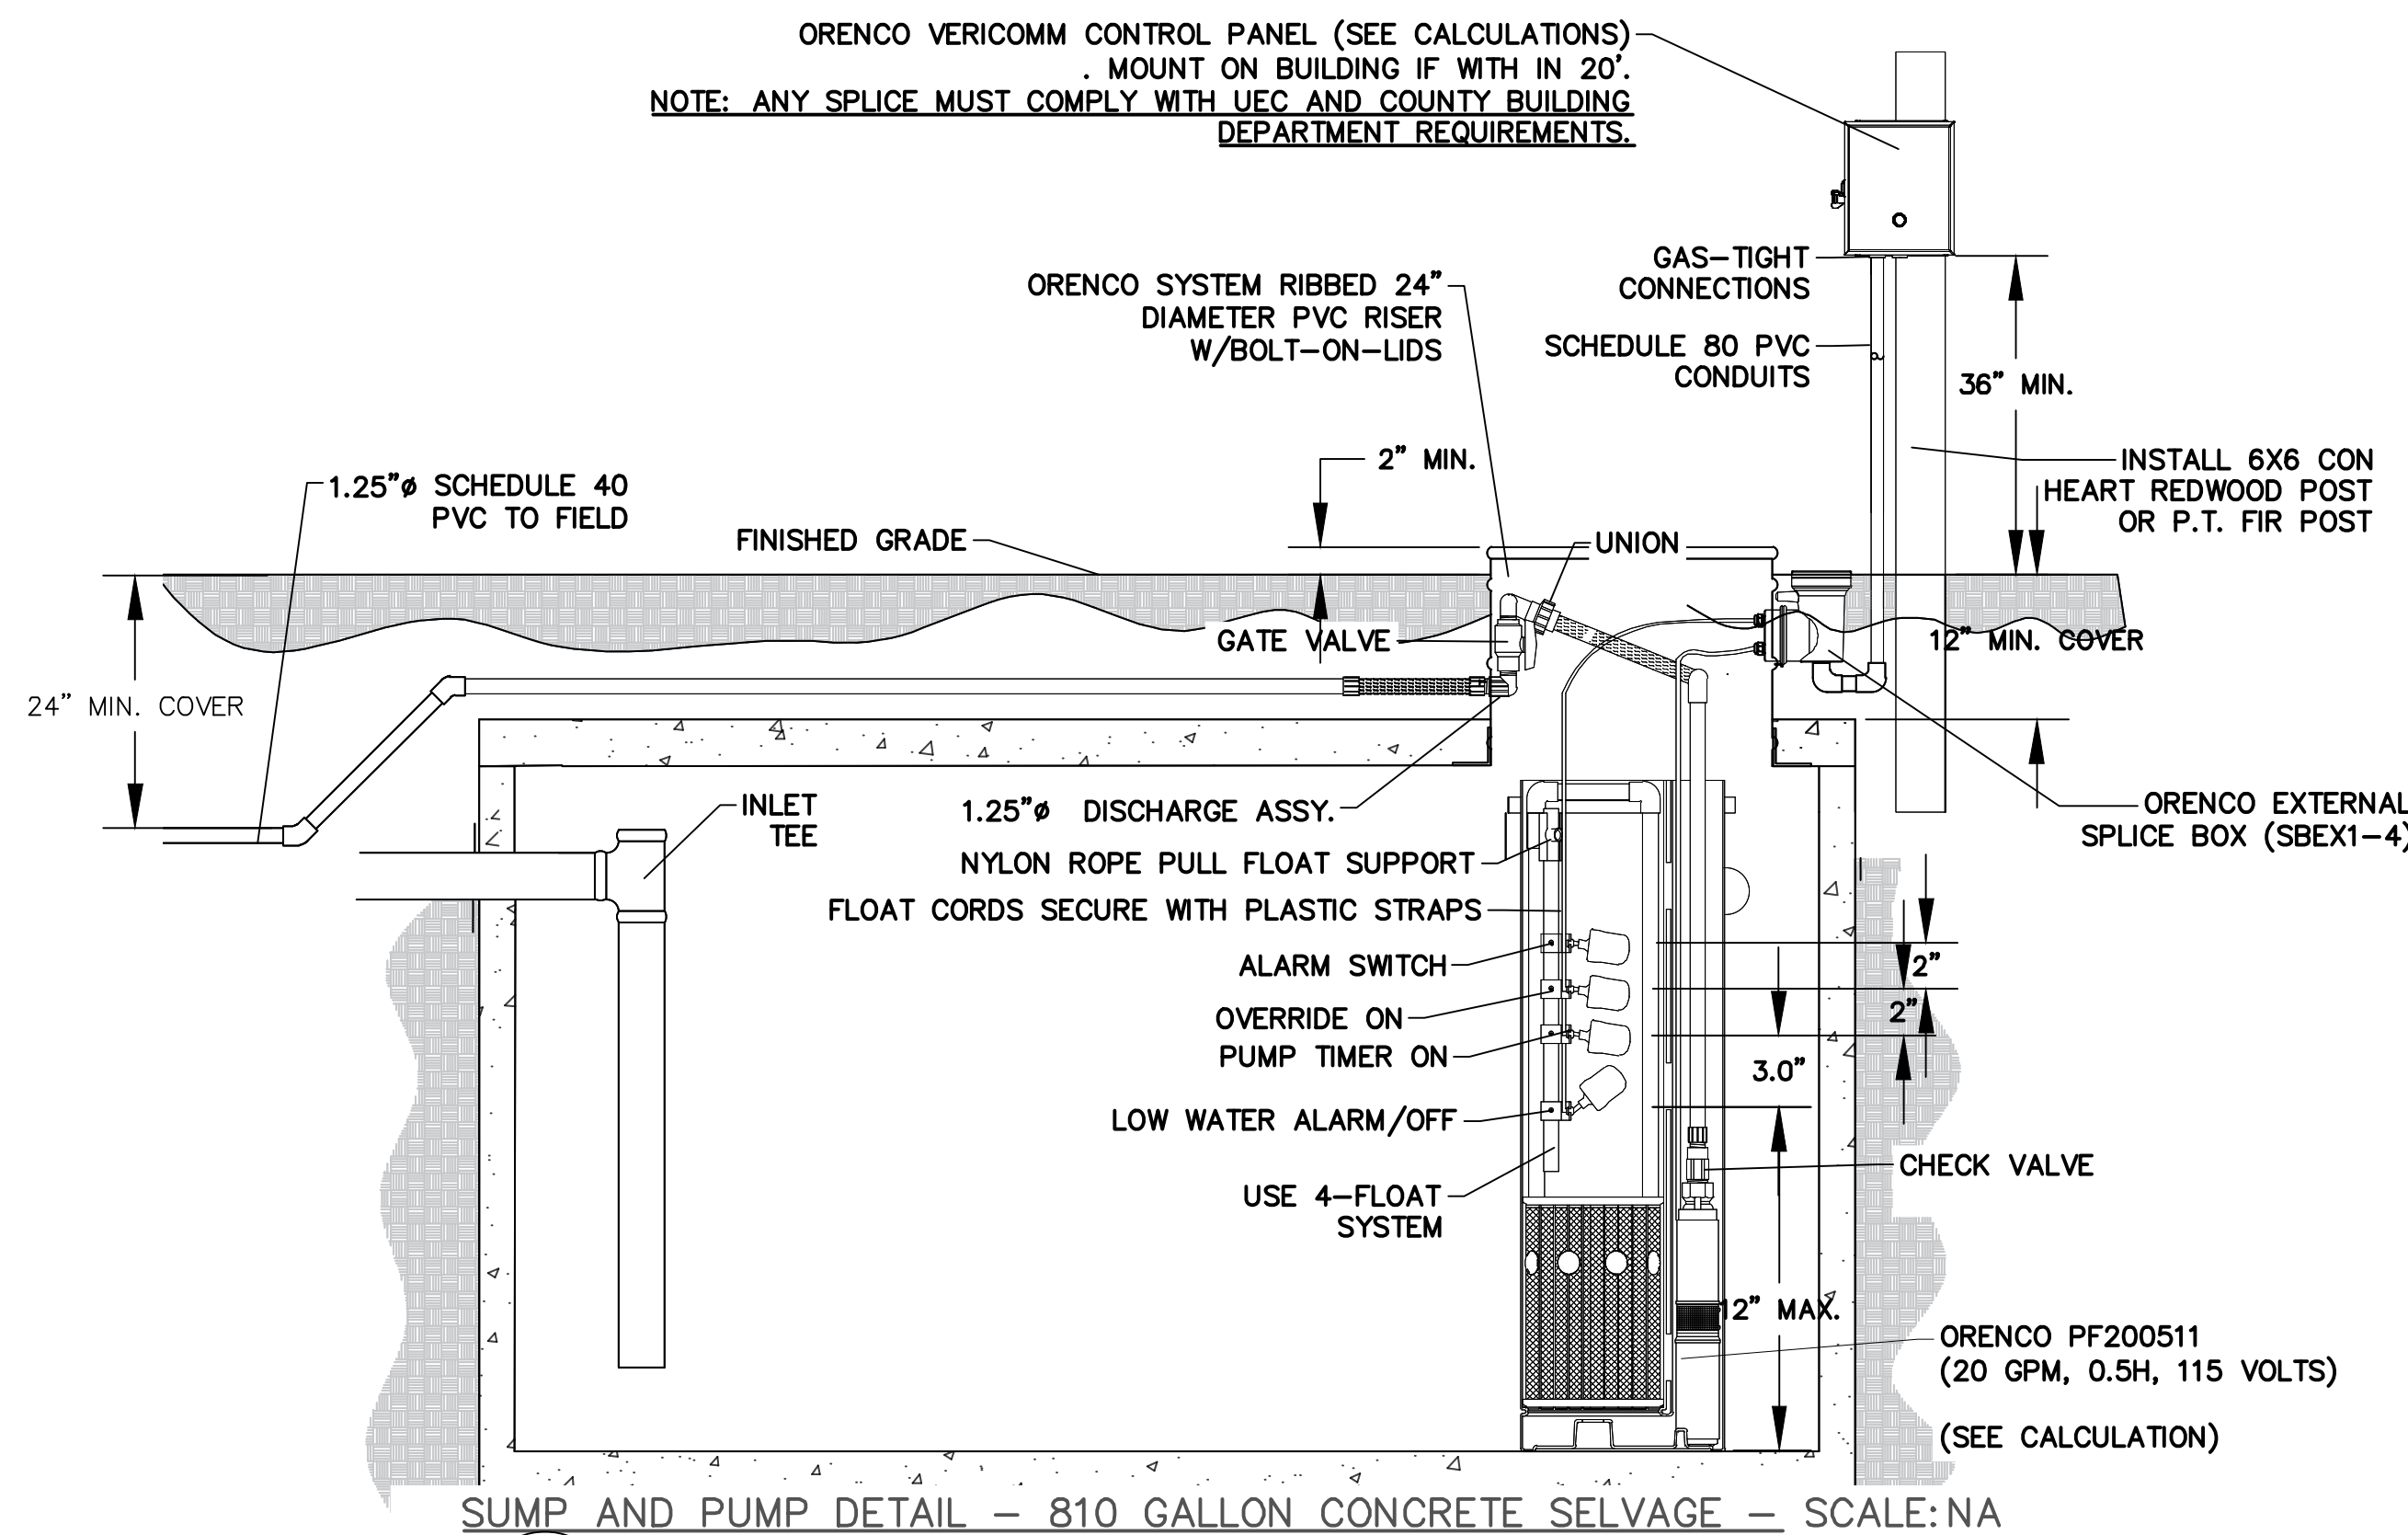 ORENCO VERICOMM CONTROL PANEL (SEE CALCULATIONS)
. MOUNT ON BUILDING IF WITH IN 20'.
NOTE: ANY SPLICE MUST COMPLY WITH UEC AND COUNTY BUILDING
DEPARTMENT REQUIREMENTS.
GAS-TIGHT
CONNECTIONS
ORENCO SYSTEM RIBBED 24"
DIAMETER PVC RISER
W/BOLT-ON-LIDS
SCHEDULE 80 PVC
CONDUITS
36" MIN.
2" MIN.
INSTALL 6X6 CON
HEART REDWOOD POST
OR P.T. FIR POST
1.25"ø SCHEDULE 40
PVC TO FIELD
FINISHED GRADE
UNION
GATE VALVE
12" MIN. COVER
24" MIN. COVER
INLET
TEE
1.25"ø DISCHARGE ASSY.
ORENCO EXTERNAL
SPLICE BOX (SBEX1-4)
NYLON ROPE PULL FLOAT SUPPORT
FLOAT CORDS SECURE WITH PLASTIC STRAPS
ALARM SWITCH
2"
OVERRIDE ON
2"
PUMP TIMER ON
3.0"
LOW WATER ALARM/OFF
CHECK VALVE
USE 4-FLOAT
SYSTEM
12" MAX.
ORENCO PF200511
(20 GPM, 0.5H, 115 VOLTS)
(SEE CALCULATION)
SUMP AND PUMP DETAIL - 810 GALLON CONCRETE SELVAGE - SCALE: NA